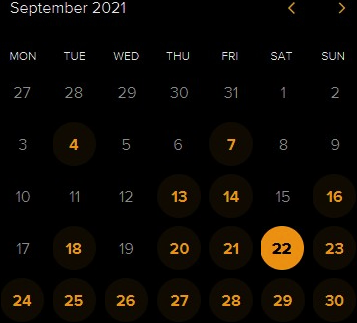 September 2021
MON TUE WED THU FRI SAT SUN
27 28 29 30 31 1 2
3 4 5 6 7 8 9
10 11 12 13 14 15 16
17 18 19 20 21 22 23
24 25 26 27 28 29 30